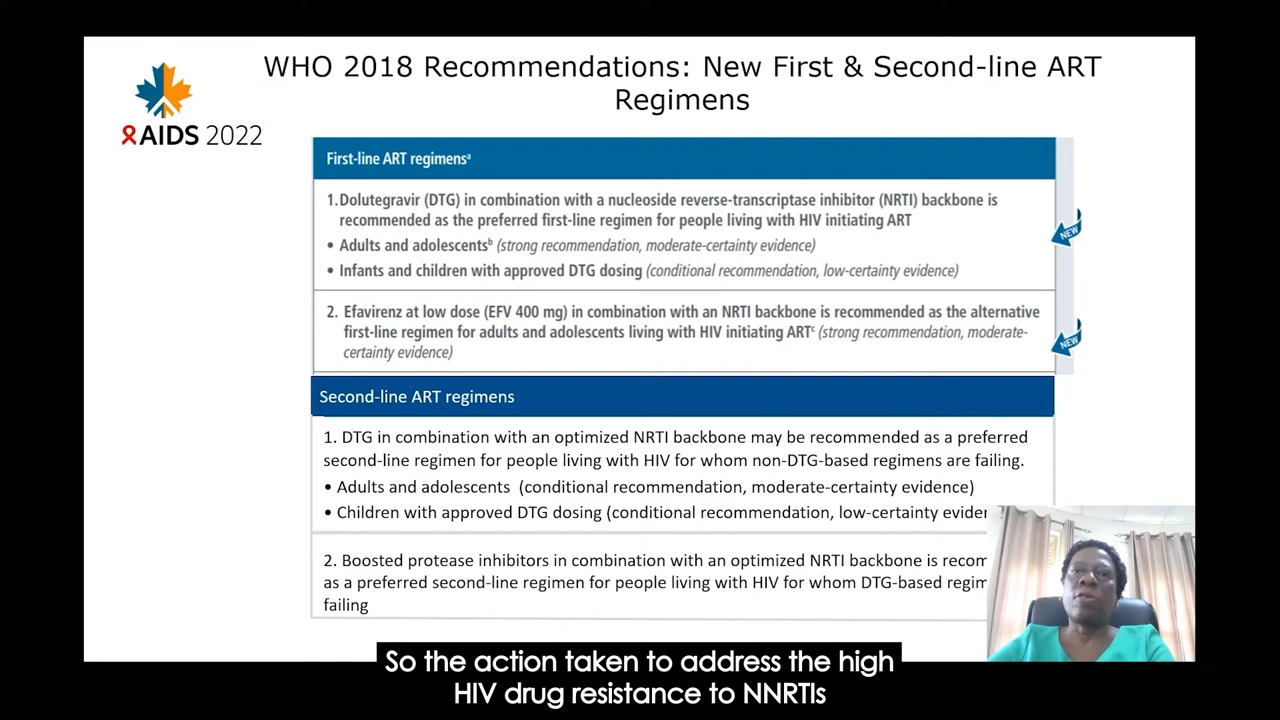 WHO 2018 Recommendations: New First & Second-line ART
Regimens
AIDS 2022
First-line ART regimensᵃ
1. Dolutegravir (DTG) in combination with a nucleoside reverse-transcriptase inhibitor (NRTI) backbone is
recommended as the preferred first-line regimen for people living with HIV initiating ART
• Adults and adolescentsᵇ (strong recommendation, moderate-certainty evidence)
• Infants and children with approved DTG dosing (conditional recommendation, low-certainty evidence)
NEW
2. Efavirenz at low dose (EFV 400 mg) in combination with an NRTI backbone is recommended as the alternative
first-line regimen for adults and adolescents living with HIV initiating ARTᶜ (strong recommendation, moderate-
certainty evidence)
NEW
Second-line ART regimens
1. DTG in combination with an optimized NRTI backbone may be recommended as a preferred
second-line regimen for people living with HIV for whom non-DTG-based regimens are failing.
• Adults and adolescents (conditional recommendation, moderate-certainty evidence)
• Children with approved DTG dosing (conditional recommendation, low-certainty
2. Boosted protease inhibitors in combination with an optimized NRTI backbone is
as a preferred second-line regimen for people living with HIV for whom DTG-based
failing
So the action taken to address the high
HIV drug resistance to NNRTIs